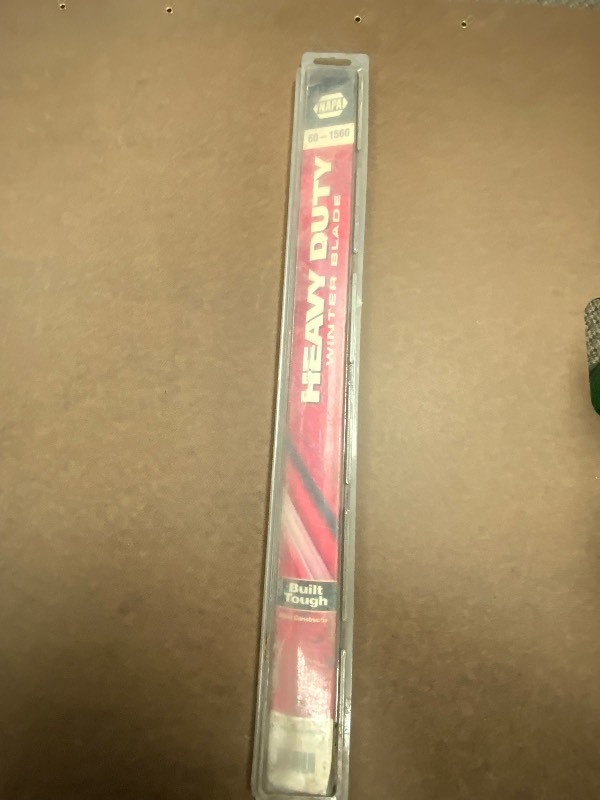 NAPA
60-1560
HEAVY DUTY
WINTER BLADE
Built
Tough